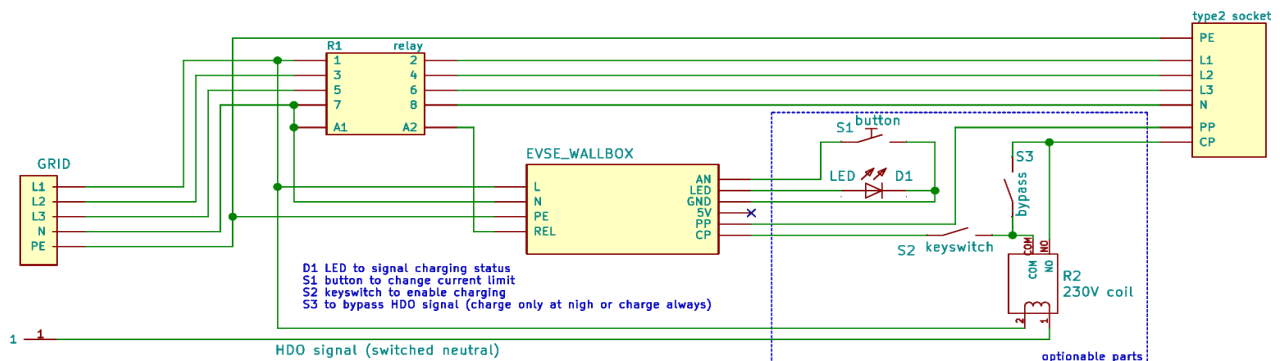 type2 socket
PE
L1
L2
L3
N
PP
CP
R1 relay
1 2
3 4
5 6
7 8
A1 A2
S1 button
LED D1
S3 bypass
S2 keyswitch
GRID
L1
L2
L3
N
PE
EVSE_WALLBOX
L
N
PE
REL
AN
LED
GND
5V
PP
CP
COM NO
COM NO
2 1
R2
230V coil
D1 LED to signal charging status
S1 button to change current limit
S2 keyswitch to enable charging
S3 to bypass HDO signal (charge only at nigh or charge always)
1 1
HDO signal (switched neutral)
optionable parts